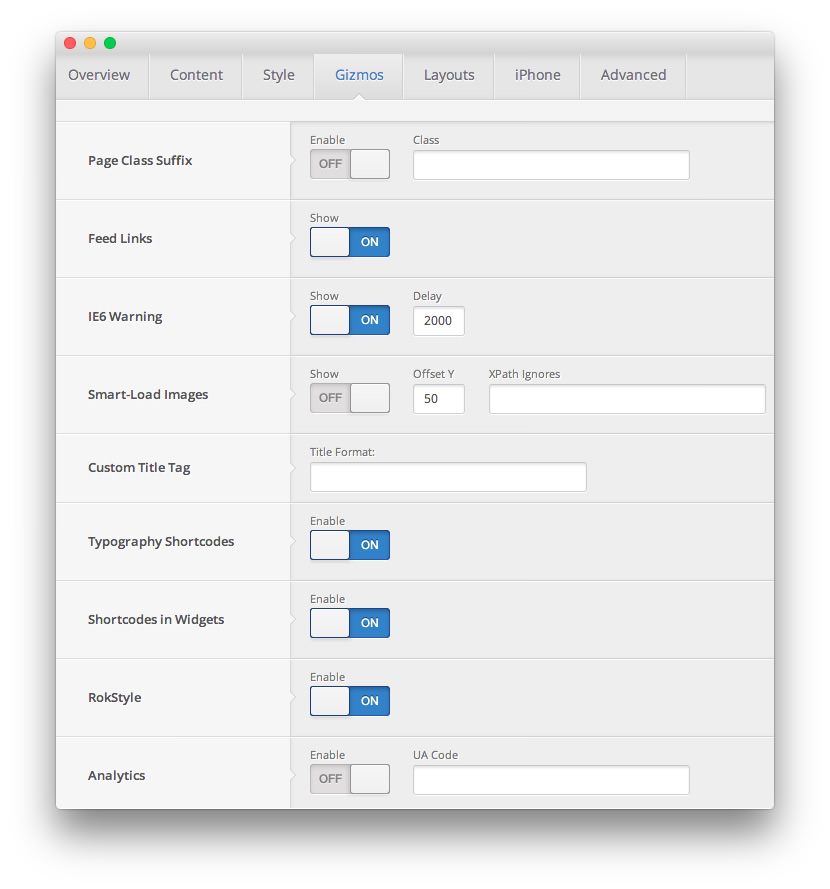 Overview Content Style Gizmos Layouts iPhone Advanced
Enable Class
Page Class Suffix OFF
Show
Feed Links ON
Show Delay
IE6 Warning ON 2000
Show Offset Y XPath Ignores
Smart-Load Images OFF 50
Title Format:
Custom Title Tag
Enable
Typography Shortcodes ON
Enable
Shortcodes in Widgets ON
Enable
RokStyle ON
Enable UA Code
Analytics OFF